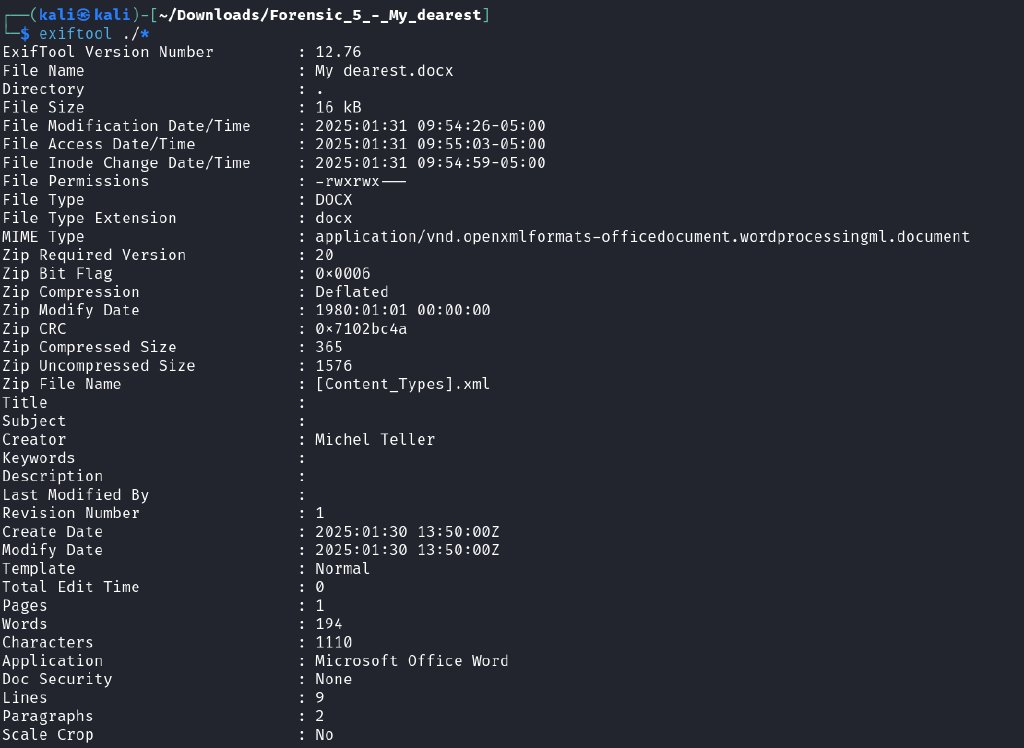 ┌──(kali㉿kali)-[~/Downloads/Forensic_5_-_My_dearest]
└─$ exiftool ./*
ExifTool Version Number : 12.76
File Name : My dearest.docx
Directory : .
File Size : 16 kB
File Modification Date/Time : 2025:01:31 09:54:26-05:00
File Access Date/Time : 2025:01:31 09:55:03-05:00
File Inode Change Date/Time : 2025:01:31 09:54:59-05:00
File Permissions : -rwxrwx---
File Type : DOCX
File Type Extension : docx
MIME Type : application/vnd.openxmlformats-officedocument.wordprocessingml.document
Zip Required Version : 20
Zip Bit Flag : 0x0006
Zip Compression : Deflated
Zip Modify Date : 1980:01:01 00:00:00
Zip CRC : 0x7102bc4a
Zip Compressed Size : 365
Zip Uncompressed Size : 1576
Zip File Name : [Content_Types].xml
Title :
Subject :
Creator : Michel Teller
Keywords :
Description :
Last Modified By :
Revision Number : 1
Create Date : 2025:01:30 13:50:00Z
Modify Date : 2025:01:30 13:50:00Z
Template : Normal
Total Edit Time : 0
Pages : 1
Words : 194
Characters : 1110
Application : Microsoft Office Word
Doc Security : None
Lines : 9
Paragraphs : 2
Scale Crop : No